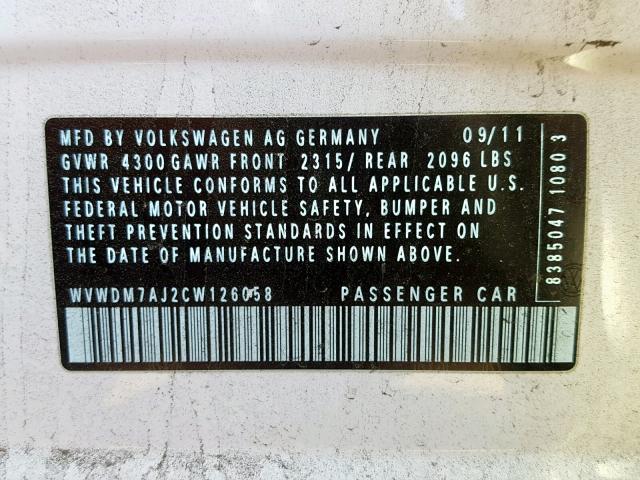 MFD BY VOLKSWAGEN AG GERMANY 09/11
GVWR 4300 GAWR FRONT 2315/ REAR 2096 LBS
THIS VEHICLE CONFORMS TO ALL APPLICABLE U.S.
FEDERAL MOTOR VEHICLE SAFETY, BUMPER AND
THEFT PREVENTION STANDARDS IN EFFECT ON
THE DATE OF MANUFACTURE SHOWN ABOVE.
WVWDM7AJ2CW126058 PASSENGER CAR
8385047 1080 3